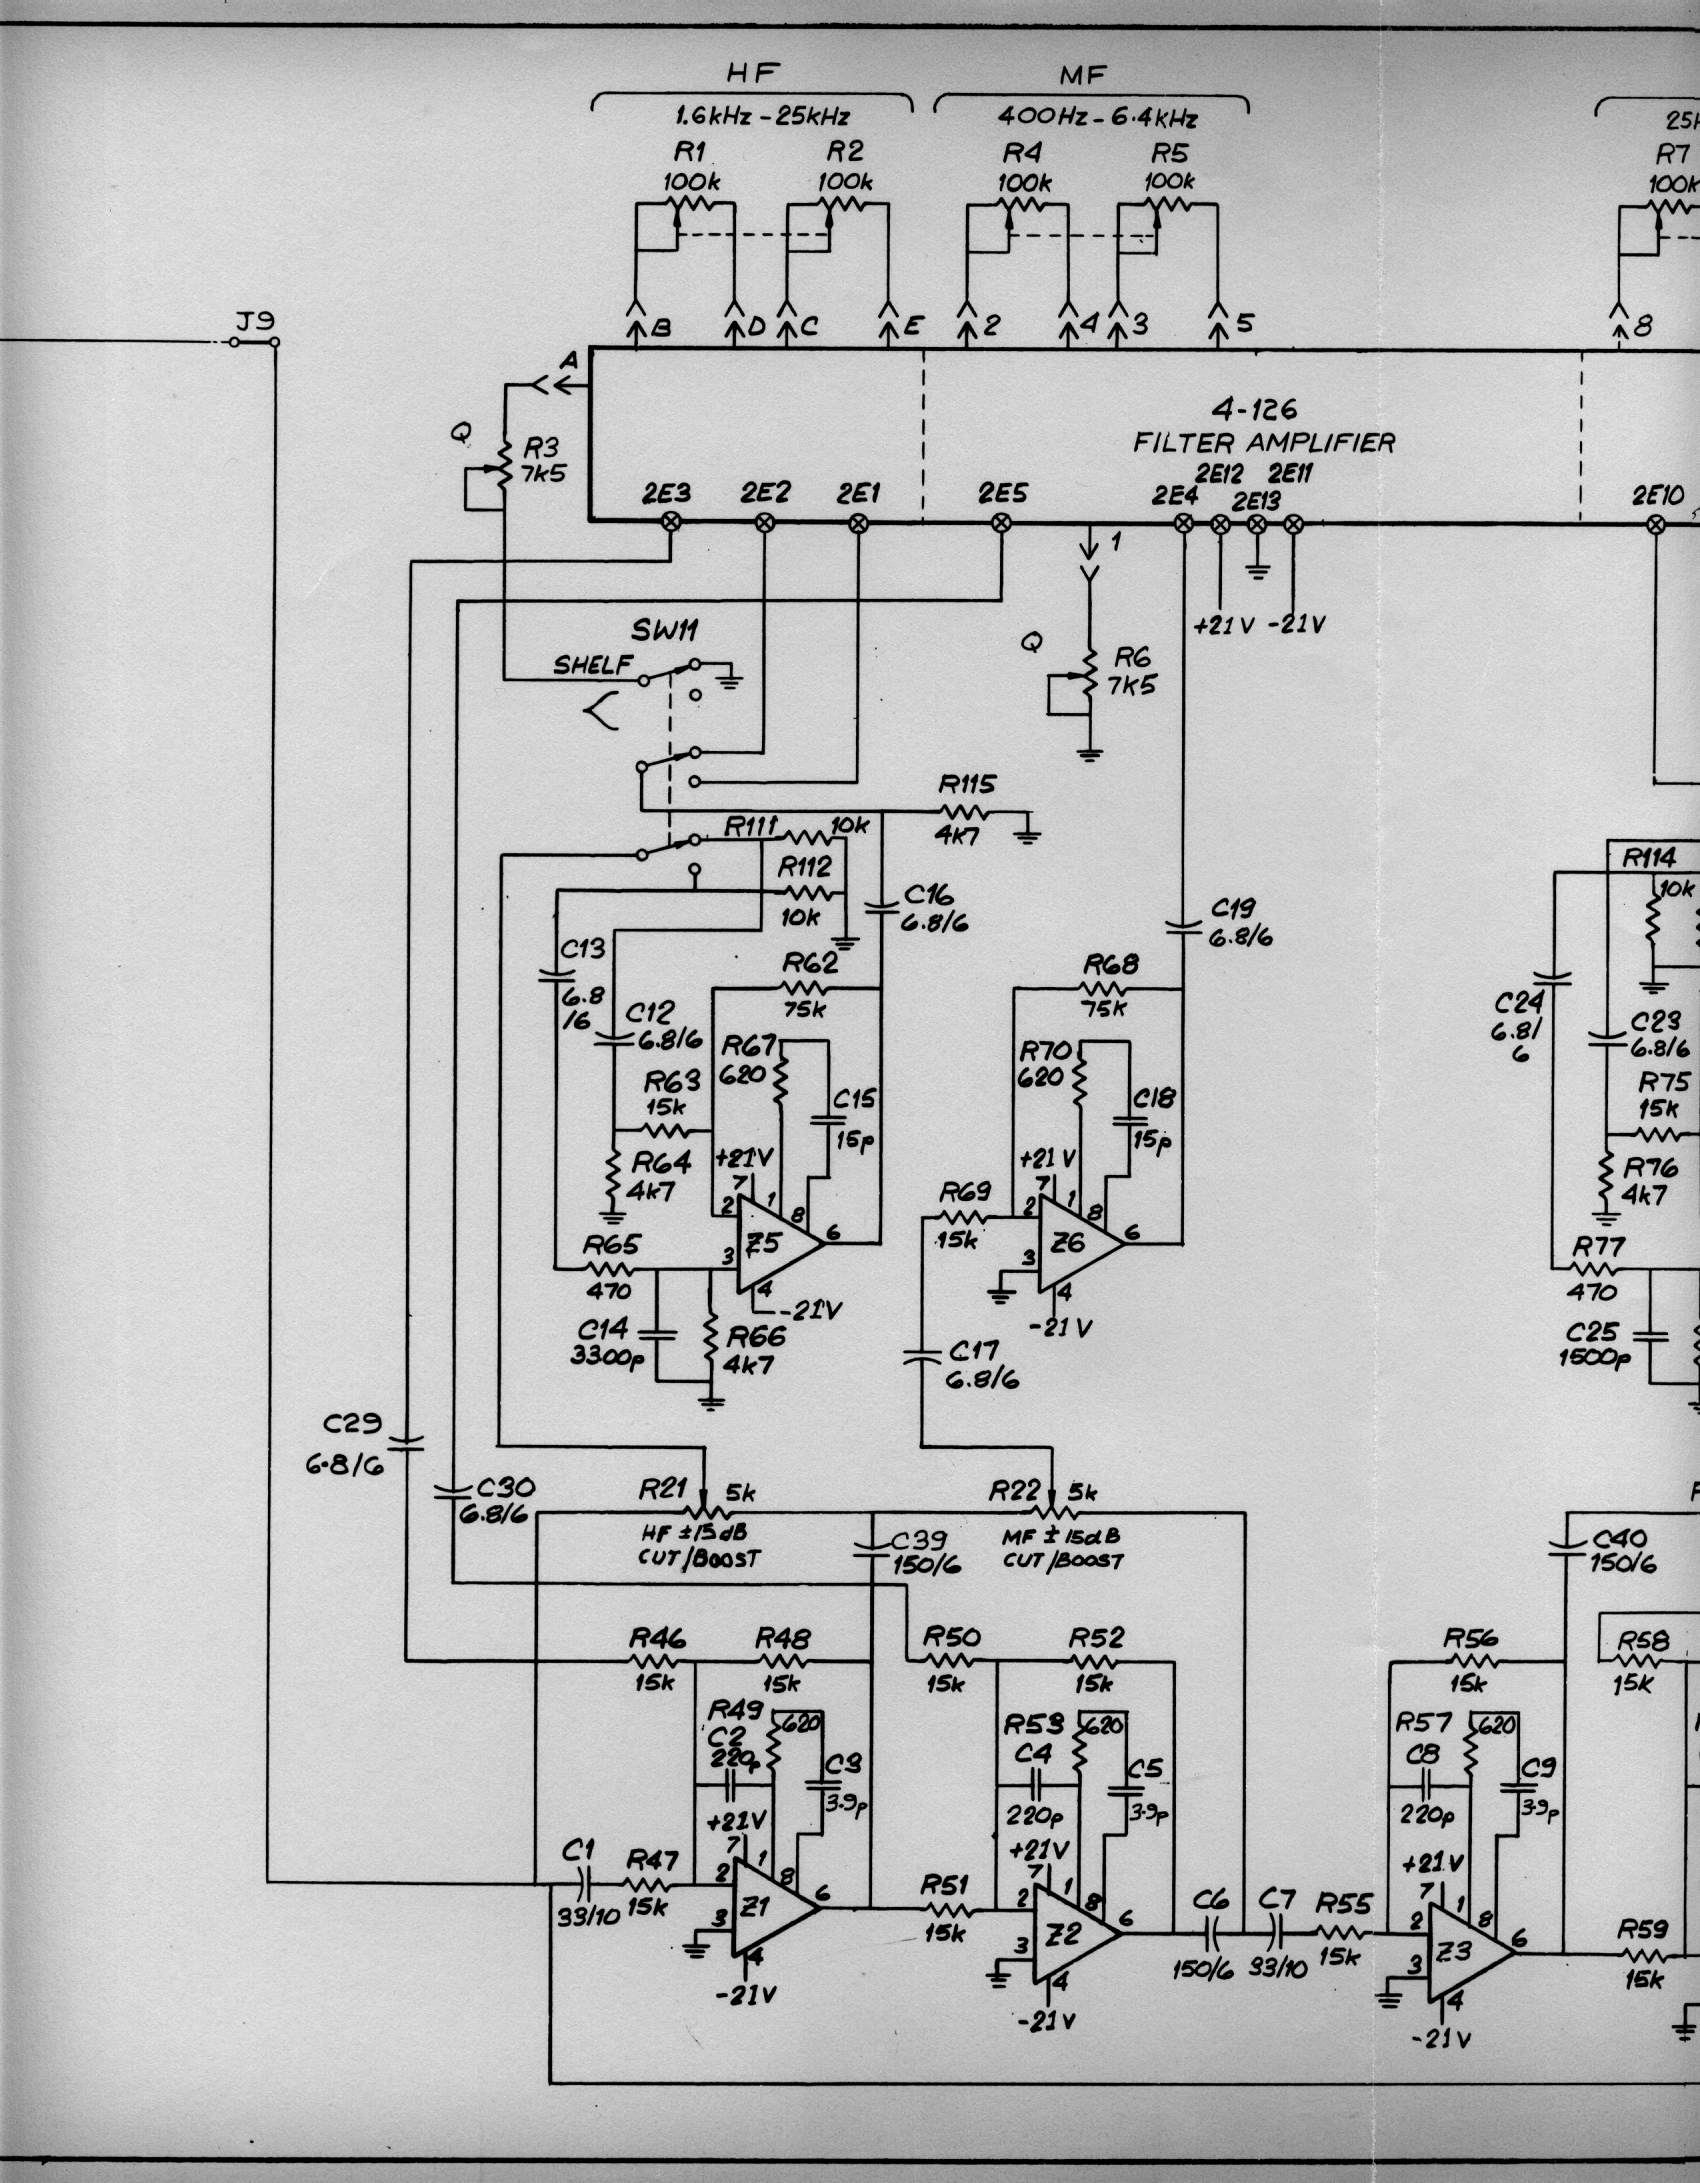 HF
MF
1.6kHz-25kHz
400Hz-6.4kHz
R1
100k
R2
100k
R4
100k
R5
100k
R7
100k
B
D
C
E
2
4
3
5
8
J9
A
Q
R3
7k5
4-126
FILTER AMPLIFIER
2E3
2E2
2E1
2E5
2E4
2E12
2E13
2E11
2E10
1
+21V
-21V
SW11
SHELF
Q
R6
7k5
R115
4k7
R111
10k
R112
10k
C16
6.8/6
C19
6.8/6
R114
10k
C13
6.8
/6
C12
6.8/6
R62
75k
R68
75k
C24
6.8/
6
C23
6.8/6
R67
620
R70
620
R63
15k
C15
15p
C18
15p
R75
15k
R64
4k7
+21V
7
1
8
2
3
Z5
6
4
-21V
R69
15k
+21V
7
1
8
2
3
Z6
6
4
-21V
R76
4k7
R65
470
R77
470
C14
3300p
R66
4k7
C17
6.8/6
C25
1500p
C29
6.8/6
C30
6.8/6
R21
5k
HF ±15dB
CUT/BOOST
C39
150/6
R22
5k
MF ±15dB
CUT/BOOST
C40
150/6
R46
15k
R48
15k
R50
15k
R52
15k
R56
15k
R58
15k
R49
620
C2
220p
C3
3.9p
R53
620
C4
220p
C5
3.9p
R57
620
C8
220p
C9
3.9p
C1
33/10
R47
15k
+21V
7
1
8
2
3
Z1
6
4
-21V
R51
15k
+21V
7
1
8
2
3
Z2
6
4
-21V
C6
150/6
C7
33/10
R55
15k
+21V
7
1
8
2
3
Z3
6
4
-21V
R59
15k